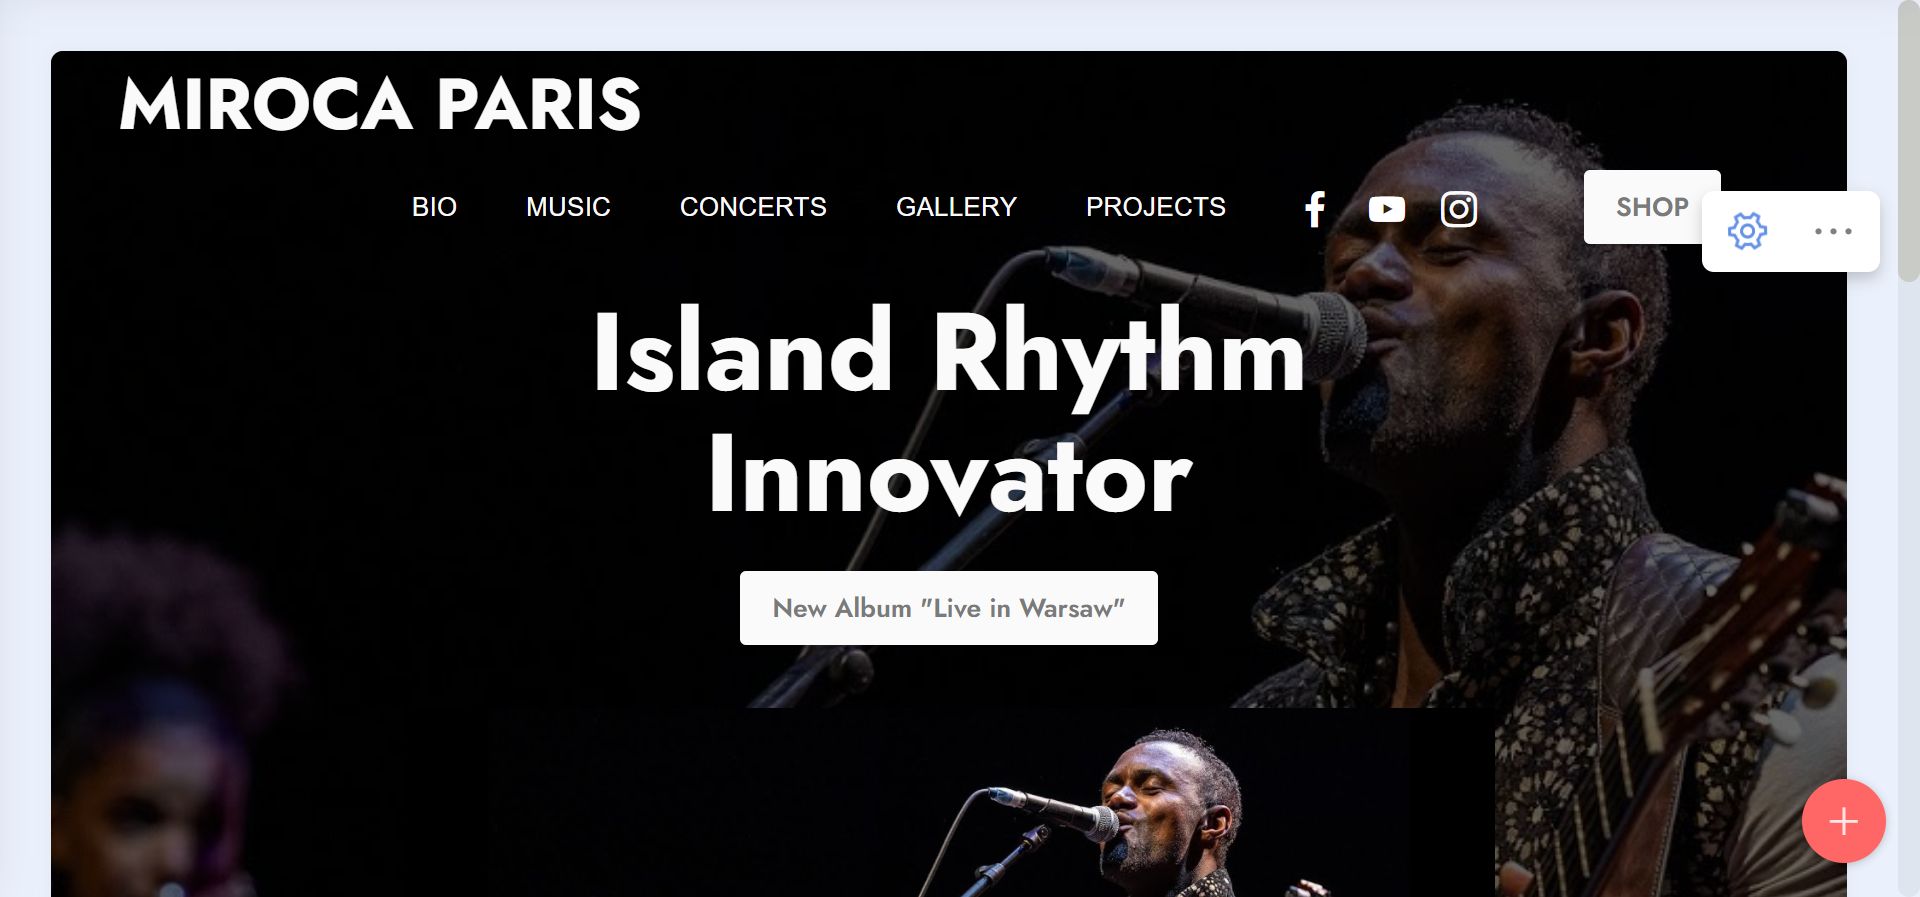 MIROCA PARIS
BIO MUSIC CONCERTS GALLERY PROJECTS SHOP
Island Rhythm
Innovator
New Album "Live in Warsaw"